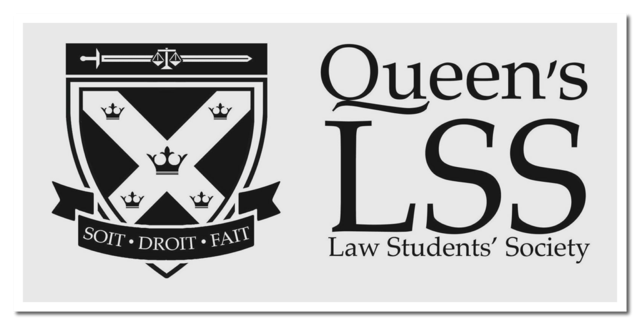 SOIT • DROIT • FAIT
Queen's
LSS
Law Students' Society